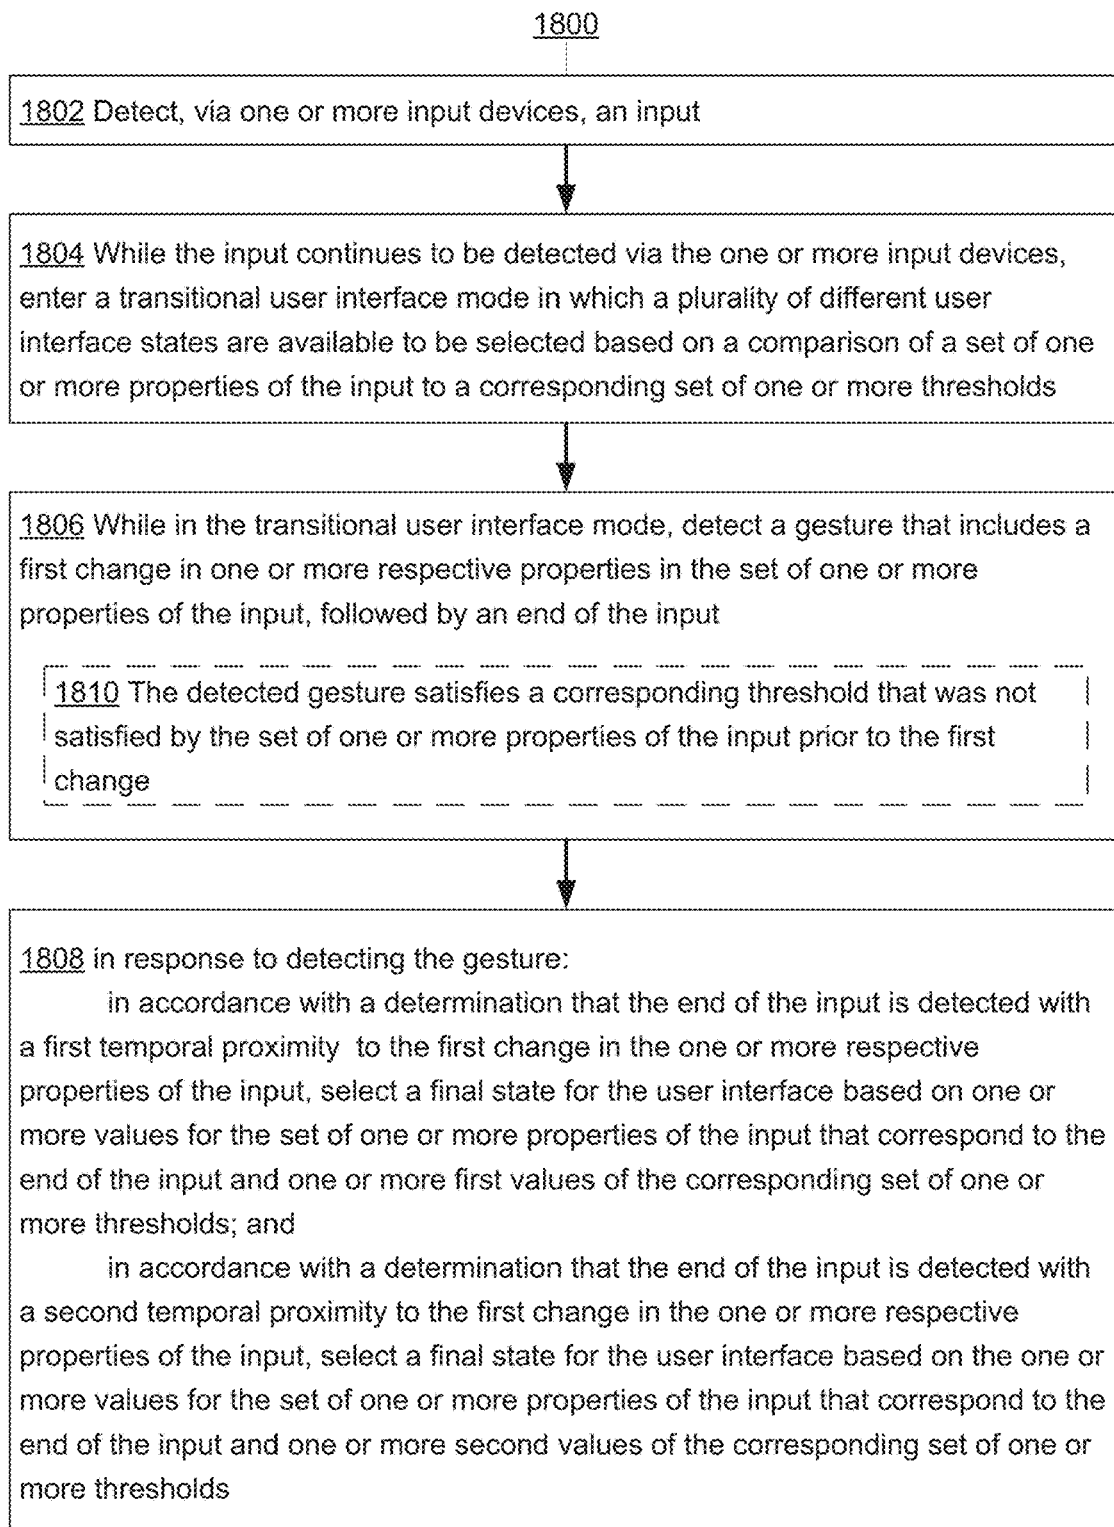 1800
1802 Detect, via one or more input devices, an input
1804 While the input continues to be detected via the one or more input devices,
enter a transitional user interface mode in which a plurality of different user
interface states are available to be selected based on a comparison of a set of one
or more properties of the input to a corresponding set of one or more thresholds
1806 While in the transitional user interface mode, detect a gesture that includes a
first change in one or more respective properties in the set of one or more
properties of the input, followed by an end of the input
1810 The detected gesture satisfies a corresponding threshold that was not
satisfied by the set of one or more properties of the input prior to the first
change
1808 in response to detecting the gesture:
in accordance with a determination that the end of the input is detected with
a first temporal proximity to the first change in the one or more respective
properties of the input, select a final state for the user interface based on one or
more values for the set of one or more properties of the input that correspond to the
end of the input and one or more first values of the corresponding set of one or
more thresholds; and
in accordance with a determination that the end of the input is detected with
a second temporal proximity to the first change in the one or more respective
properties of the input, select a final state for the user interface based on the one or
more values for the set of one or more properties of the input that correspond to the
end of the input and one or more second values of the corresponding set of one or
more thresholds